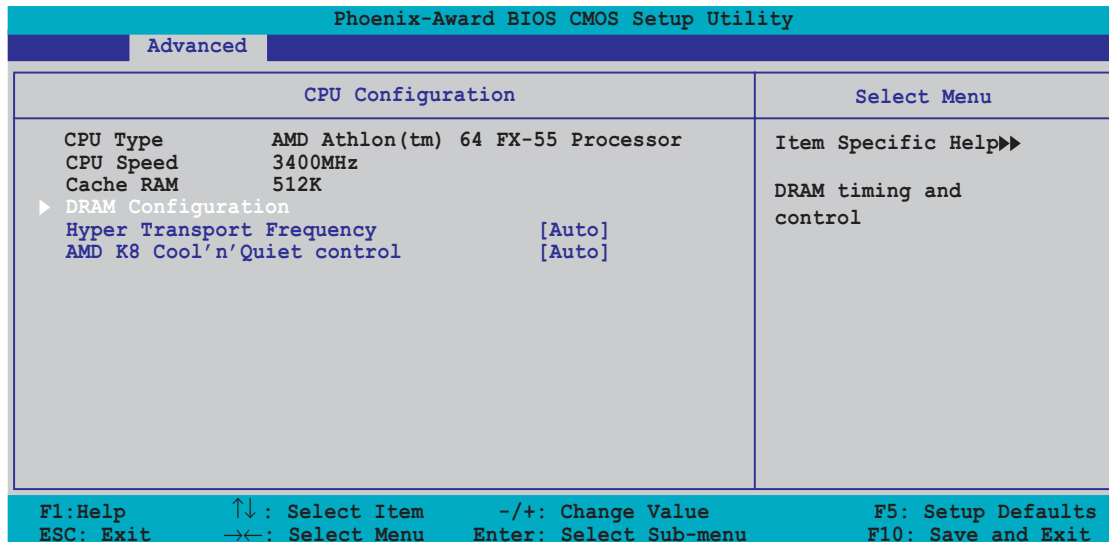 Phoenix-Award BIOS CMOS Setup Utility
Advanced
CPU Configuration
Select Menu
CPU Type AMD Athlon(tm) 64 FX-55 Processor
CPU Speed 3400MHz
Cache RAM 512K
▶ DRAM Configuration
Hyper Transport Frequency [Auto]
AMD K8 Cool'n'Quiet control [Auto]
Item Specific Help▶▶
DRAM timing and
control
F1:Help ↑↓: Select Item -/+: Change Value F5: Setup Defaults
ESC: Exit →←: Select Menu Enter: Select Sub-menu F10: Save and Exit